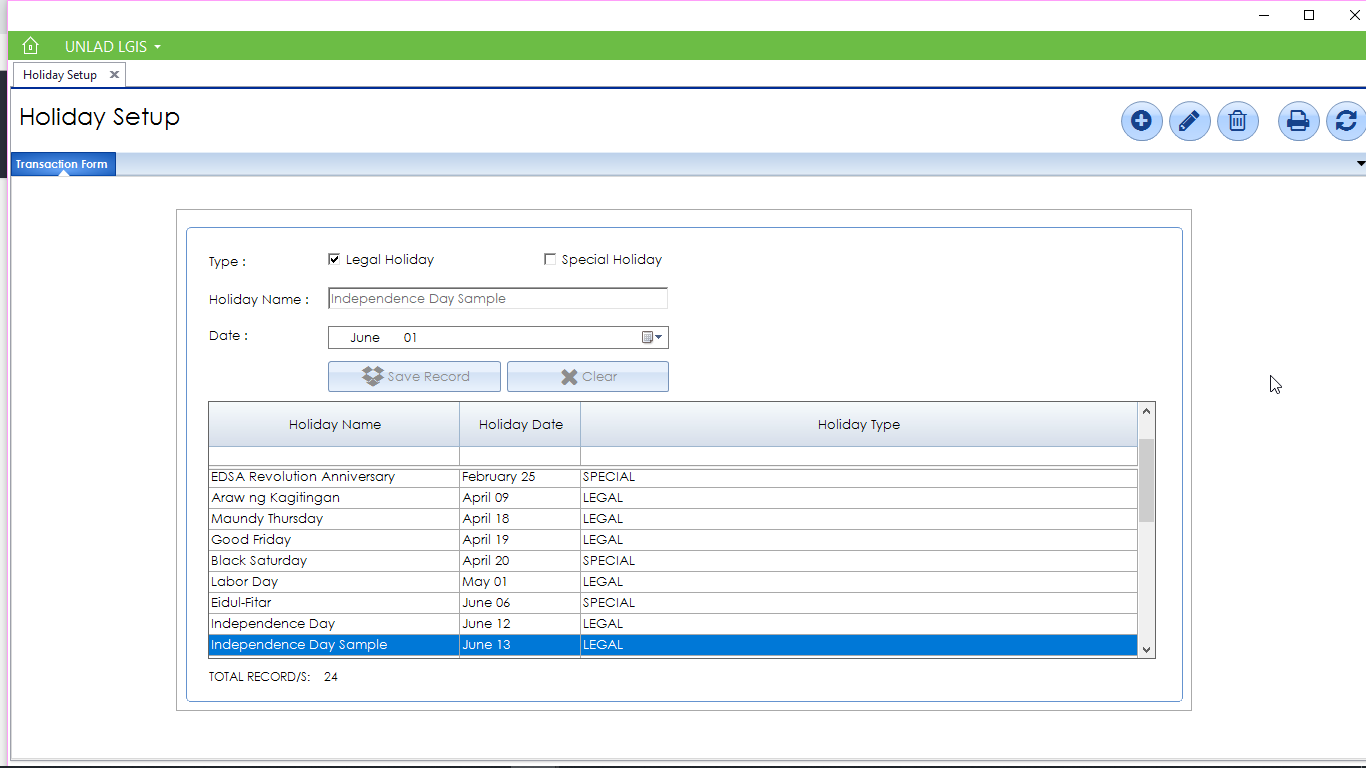 UNLAD LGIS
Holiday Setup
Holiday Setup
Transaction Form
Type : Legal Holiday Special Holiday
Holiday Name : Independence Day Sample
Date : June 01
Save Record Clear
Holiday Name Holiday Date Holiday Type
EDSA Revolution Anniversary February 25 SPECIAL
Araw ng Kagitingan April 09 LEGAL
Maundy Thursday April 18 LEGAL
Good Friday April 19 LEGAL
Black Saturday April 20 SPECIAL
Labor Day May 01 LEGAL
Eidul-Fitar June 06 SPECIAL
Independence Day June 12 LEGAL
Independence Day Sample June 13 LEGAL
TOTAL RECORD/S: 24